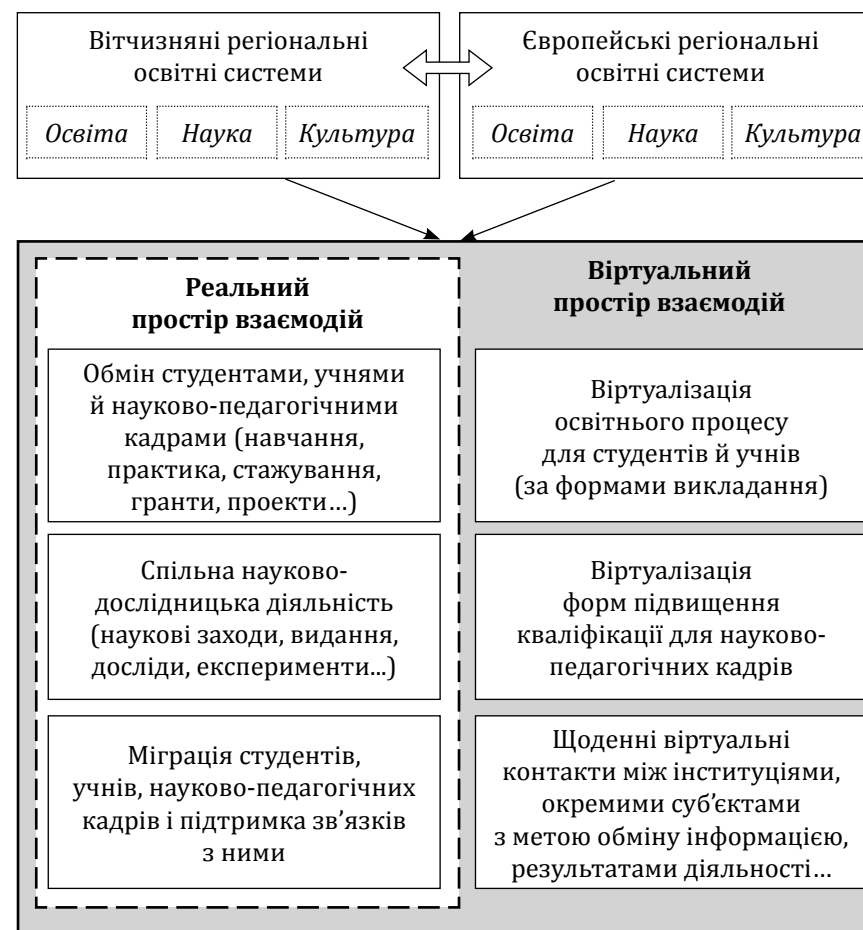 Вітчизняні регіональні
освітні системи
Освіта
Наука
Культура
Європейські регіональні
освітні системи
Освіта
Наука
Культура
Реальний
простір взаємодій
Обмін студентами, учнями
й науково-педагогічними
кадрами (навчання,
практика, стажування,
гранти, проекти…)
Спільна науково-
дослідницька діяльність
(наукові заходи, видання,
досліди, експерименти...)
Міграція студентів,
учнів, науково-педагогічних
кадрів і підтримка зв’язків
з ними
Віртуальний
простір взаємодій
Віртуалізація
освітнього процесу
для студентів й учнів
(за формами викладання)
Віртуалізація
форм підвищення
кваліфікації для науково-
педагогічних кадрів
Щоденні віртуальні
контакти між інституціями,
окремими суб’єктами
з метою обміну інформацією,
результатами діяльності…